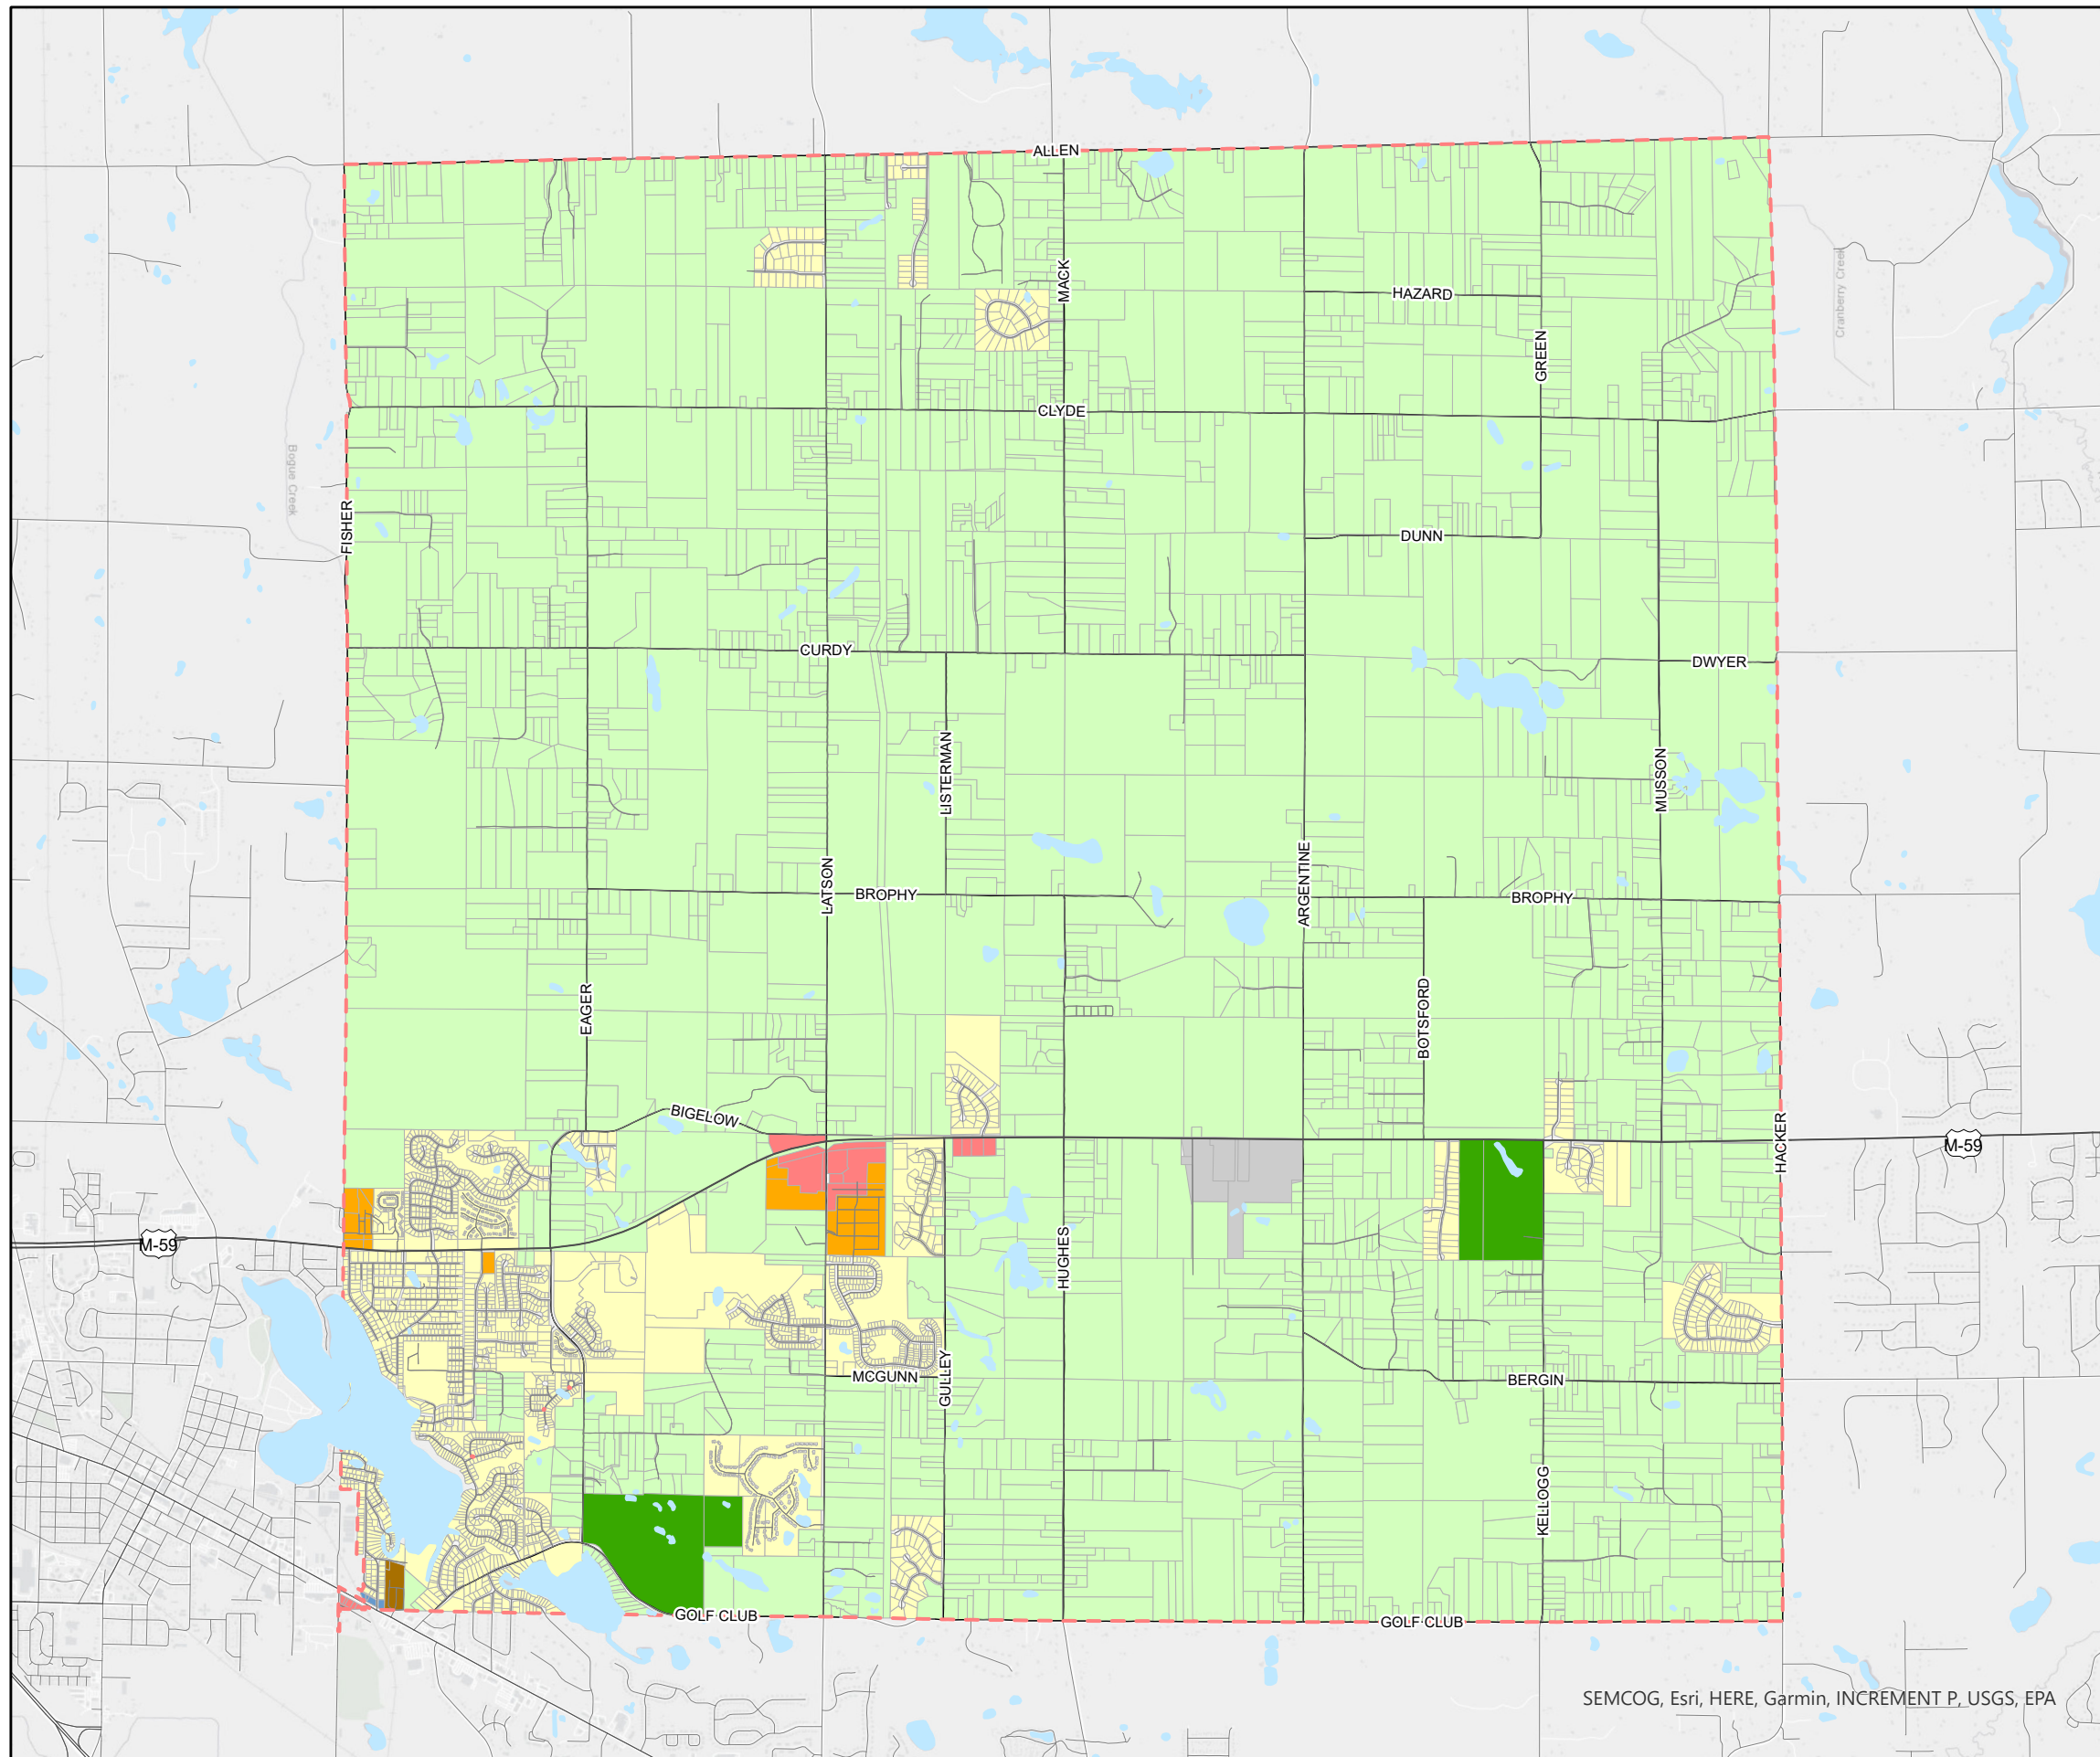 ALLEN
MACK
Cranberry Creek
HAZARD
GREEN
CLYDE
Bogue Creek
FISHER
DUNN
CURDY
DWYER
LISTERMAN
MUSSON
LATSON
ARGENTINE
BROPHY
BROPHY
EAGER
BOTSFORD
BIGELOW
HACKER
M-59
M-59
HUGHES
MCGUNN
GULLEY
BERGIN
KELLOGG
GOLF CLUB
GOLF CLUB
SEMCOG, Esri, HERE, Garmin, INCREMENT P, USGS, EPA